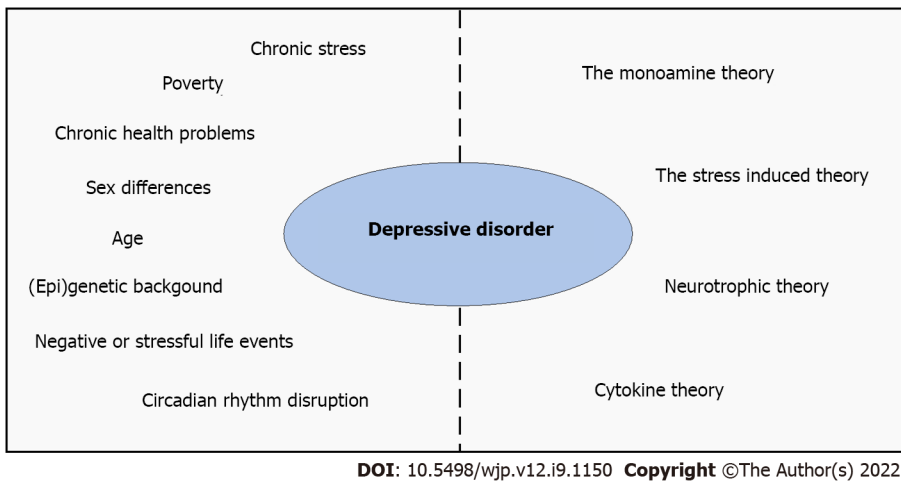 Chronic stress
Poverty
Chronic health problems
Sex differences
Age
(Epi)genetic backgound
Negative or stressful life events
Circadian rhythm disruption
Depressive disorder
The monoamine theory
The stress induced theory
Neurotrophic theory
Cytokine theory
DOI: 10.5498/wjp.v12.i9.1150 Copyright ©The Author(s) 2022